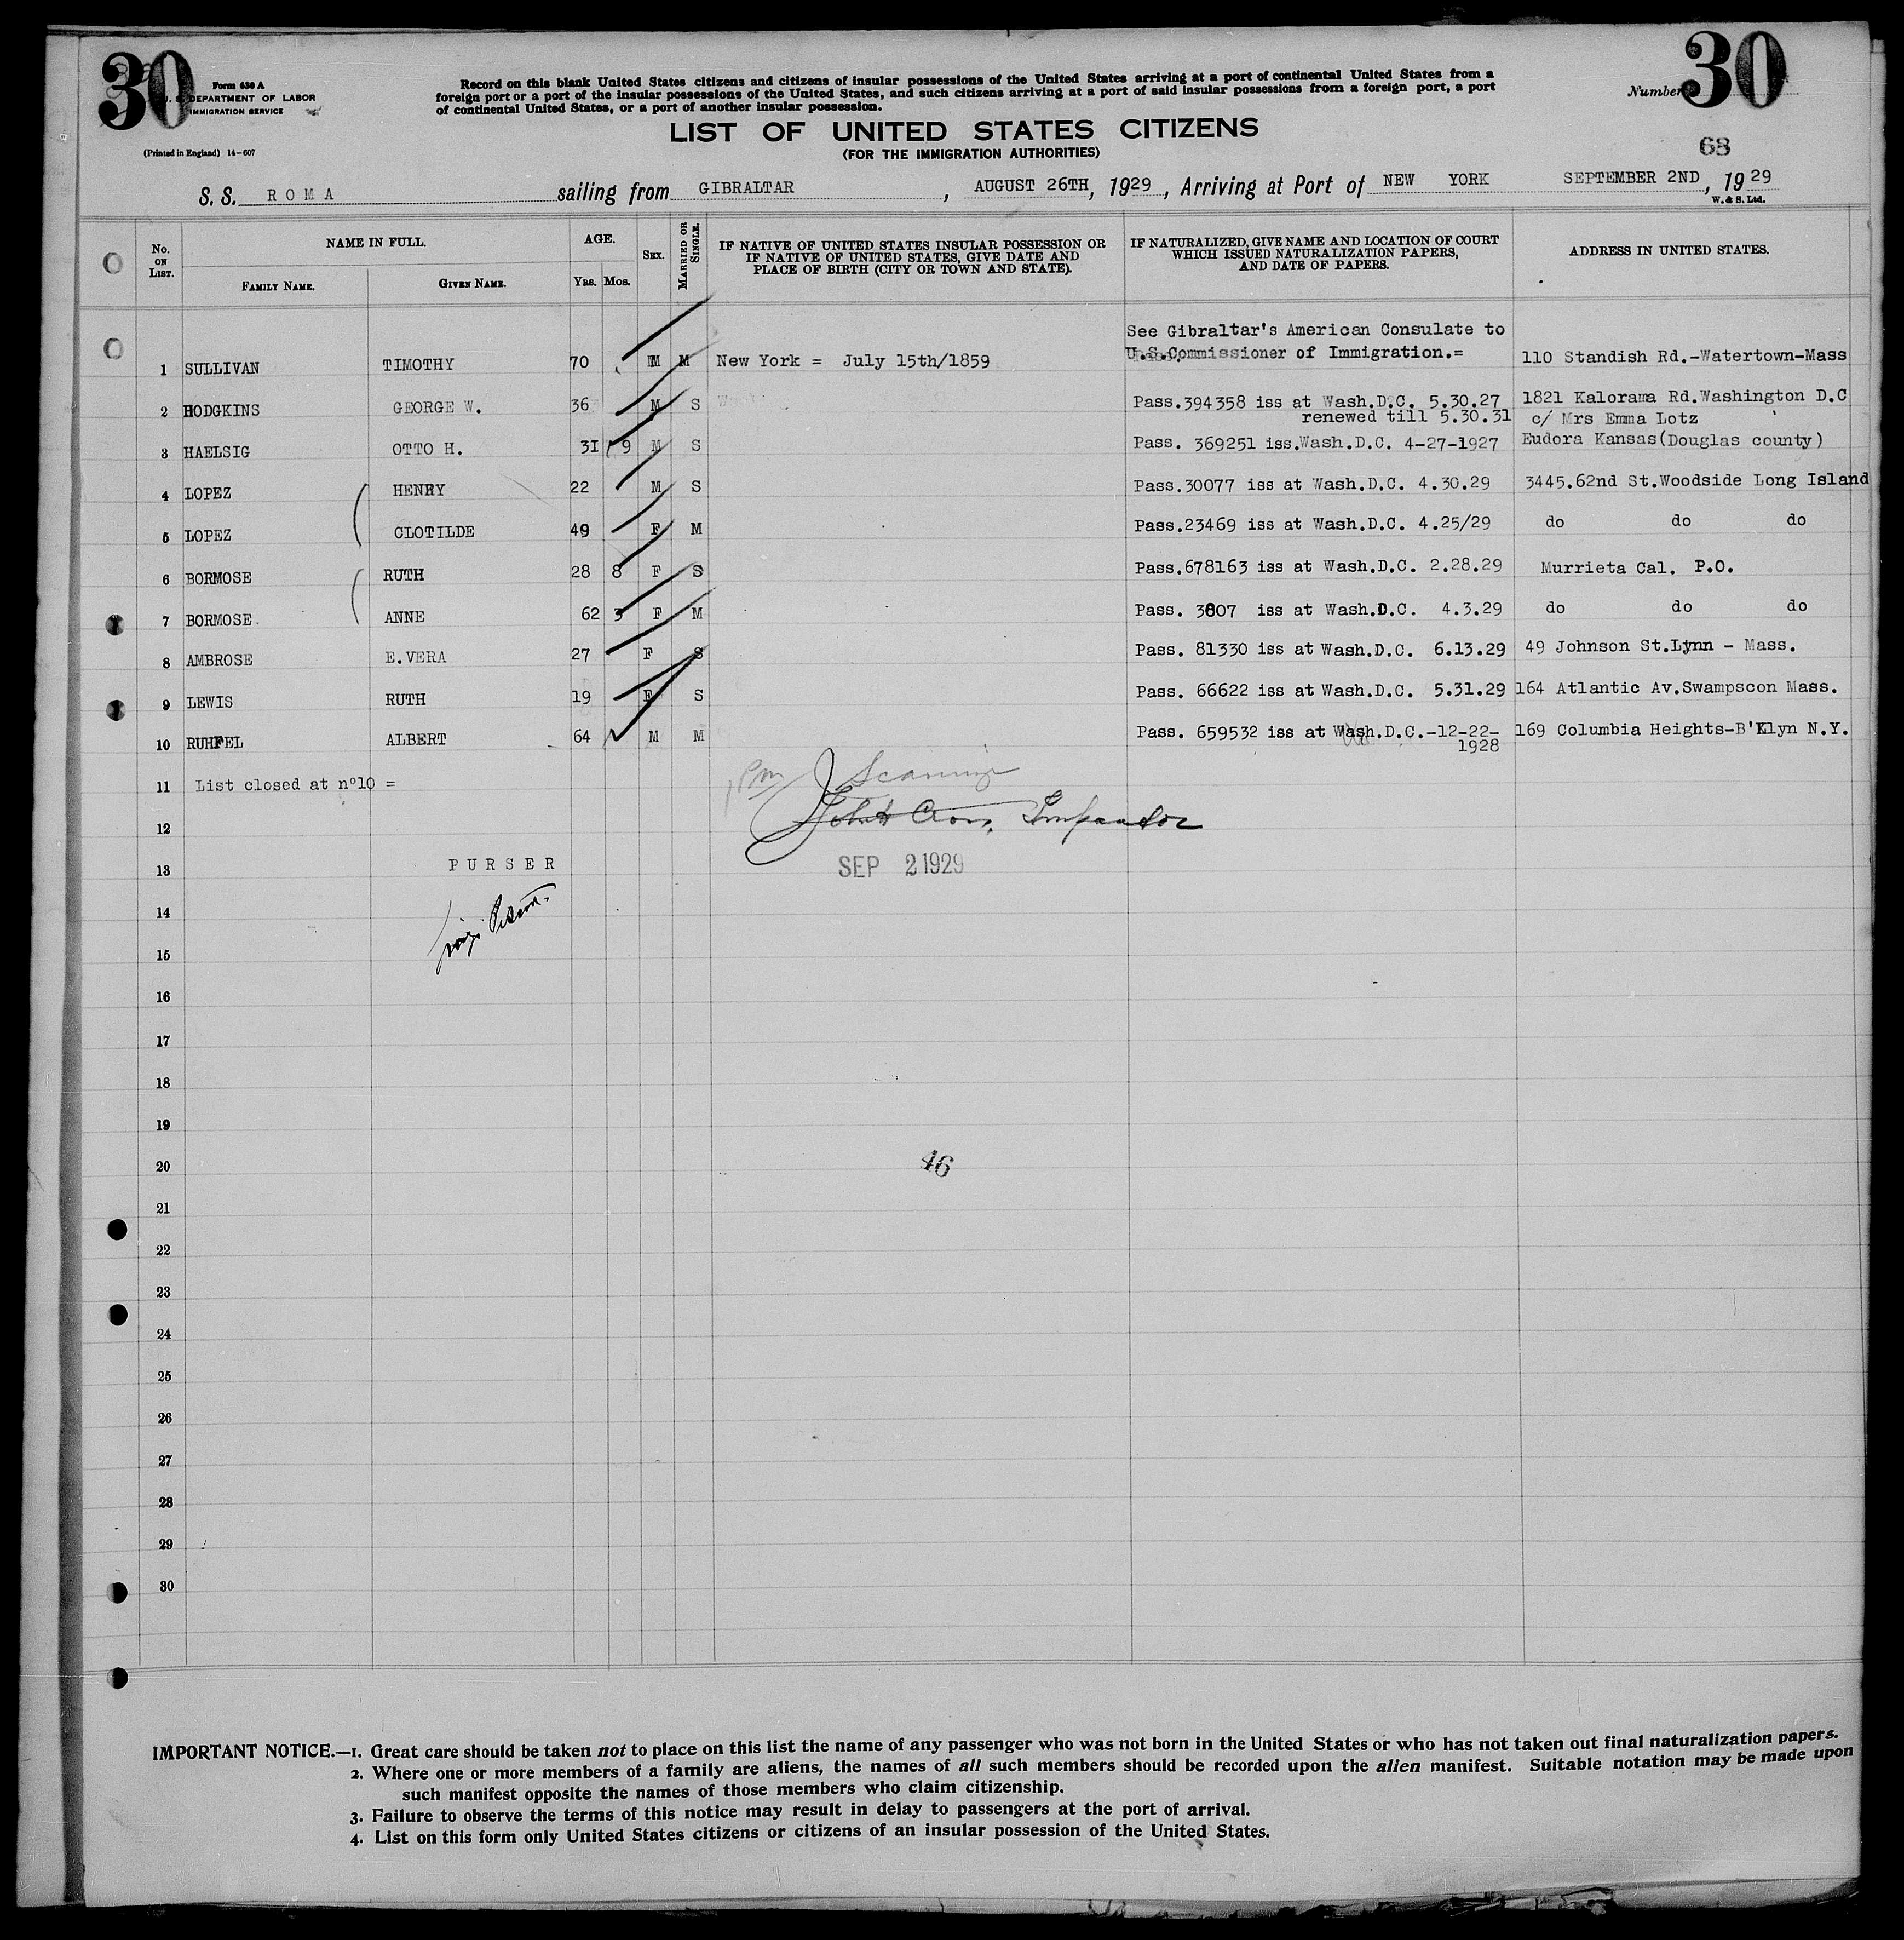 30
Form 630 A
U. S. DEPARTMENT OF LABOR
IMMIGRATION SERVICE
(Printed in England) 14-607
Record on this blank United States citizens and citizens of insular possessions of the United States arriving at a port of continental United States from a
foreign port or a port of the insular possessions of the United States, and such citizens arriving at a port of said insular possessions from a foreign port, a port
of continental United States, or a port of another insular possession.
Number 30
LIST OF UNITED STATES CITIZENS
(FOR THE IMMIGRATION AUTHORITIES)
68
S. S. ROMA sailing from GIBRALTAR, AUGUST 26TH, 1929, Arriving at Port of NEW YORK SEPTEMBER 2ND, 1929
W. & S. Ltd.
No. ON LIST. NAME IN FULL. FAMILY NAME. GIVEN NAME. AGE. YRS. MOS. SEX. MARRIED OR SINGLE. IF NATIVE OF UNITED STATES INSULAR POSSESSION OR IF NATIVE OF UNITED STATES, GIVE DATE AND PLACE OF BIRTH (CITY OR TOWN AND STATE). IF NATURALIZED, GIVE NAME AND LOCATION OF COURT WHICH ISSUED NATURALIZATION PAPERS, AND DATE OF PAPERS. ADDRESS IN UNITED STATES.
See Gibraltar's American Consulate to
1 SULLIVAN TIMOTHY 70 M M New York = July 15th/1859 U.S.Commissioner of Immigration.= 110 Standish Rd.-Watertown-Mass
2 HODGKINS GEORGE W. 36 M S Pass.394358 iss at Wash.D.C. 5.30.27 1821 Kalorama Rd.Washington D.C
renewed till 5.30.31 c/ Mrs Emma Lotz
3 HAELSIG OTTO H. 31 9 M S Pass. 369251 iss.Wash.D.C. 4-27-1927 Eudora Kansas(Douglas county)
4 LOPEZ HENRY 22 M S Pass.30077 iss at Wash.D.C. 4.30.29 3445.62nd St.Woodside Long Island
5 LOPEZ CLOTILDE 49 F M Pass.23469 iss at Wash.D.C. 4.25/29 do do do
6 BORMOSE RUTH 28 8 F S Pass.678163 iss at Wash.D.C. 2.28.29 Murrieta Cal. P.O.
7 BORMOSE ANNE 62 3 F M Pass. 3807 iss at Wash.D.C. 4.3.29 do do do
8 AMBROSE E.VERA 27 F S Pass. 81330 iss at Wash.D.C. 6.13.29 49 Johnson St.Lynn - Mass.
9 LEWIS RUTH 19 F S Pass. 66622 iss at Wash.D.C. 5.31.29 164 Atlantic Av.Swampscon Mass.
10 RUHFEL ALBERT 64 M M Pass. 659532 iss at Wash.D.C.-12-22- 169 Columbia Heights-B'Klyn N.Y.
1928
11 List closed at nº10 =
12
Inspector
13 PURSER SEP 2 1929
14
15
16
17
18
19
20 46
21
22
23
24
25
26
27
28
29
30
IMPORTANT NOTICE.—1. Great care should be taken not to place on this list the name of any passenger who was not born in the United States or who has not taken out final naturalization papers.
2. Where one or more members of a family are aliens, the names of all such members should be recorded upon the alien manifest. Suitable notation may be made upon
such manifest opposite the names of those members who claim citizenship.
3. Failure to observe the terms of this notice may result in delay to passengers at the port of arrival.
4. List on this form only United States citizens or citizens of an insular possession of the United States.